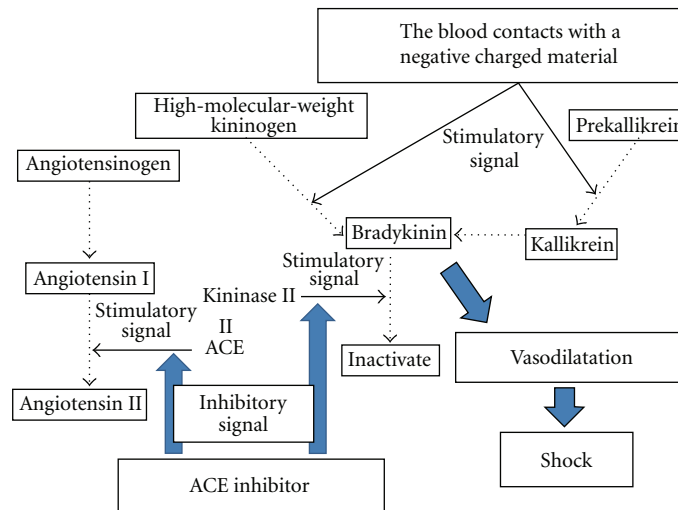 The blood contacts with a
negative charged material
High-molecular-weight
kininogen
Stimulatory
signal
Prekallikrein
Angiotensinogen
Bradykinin
Kallikrein
Angiotensin I
Stimulatory
signal
Kininase II
Stimulatory
signal
II
ACE
Inactivate
Vasodilatation
Angiotensin II
Inhibitory
signal
Shock
ACE inhibitor